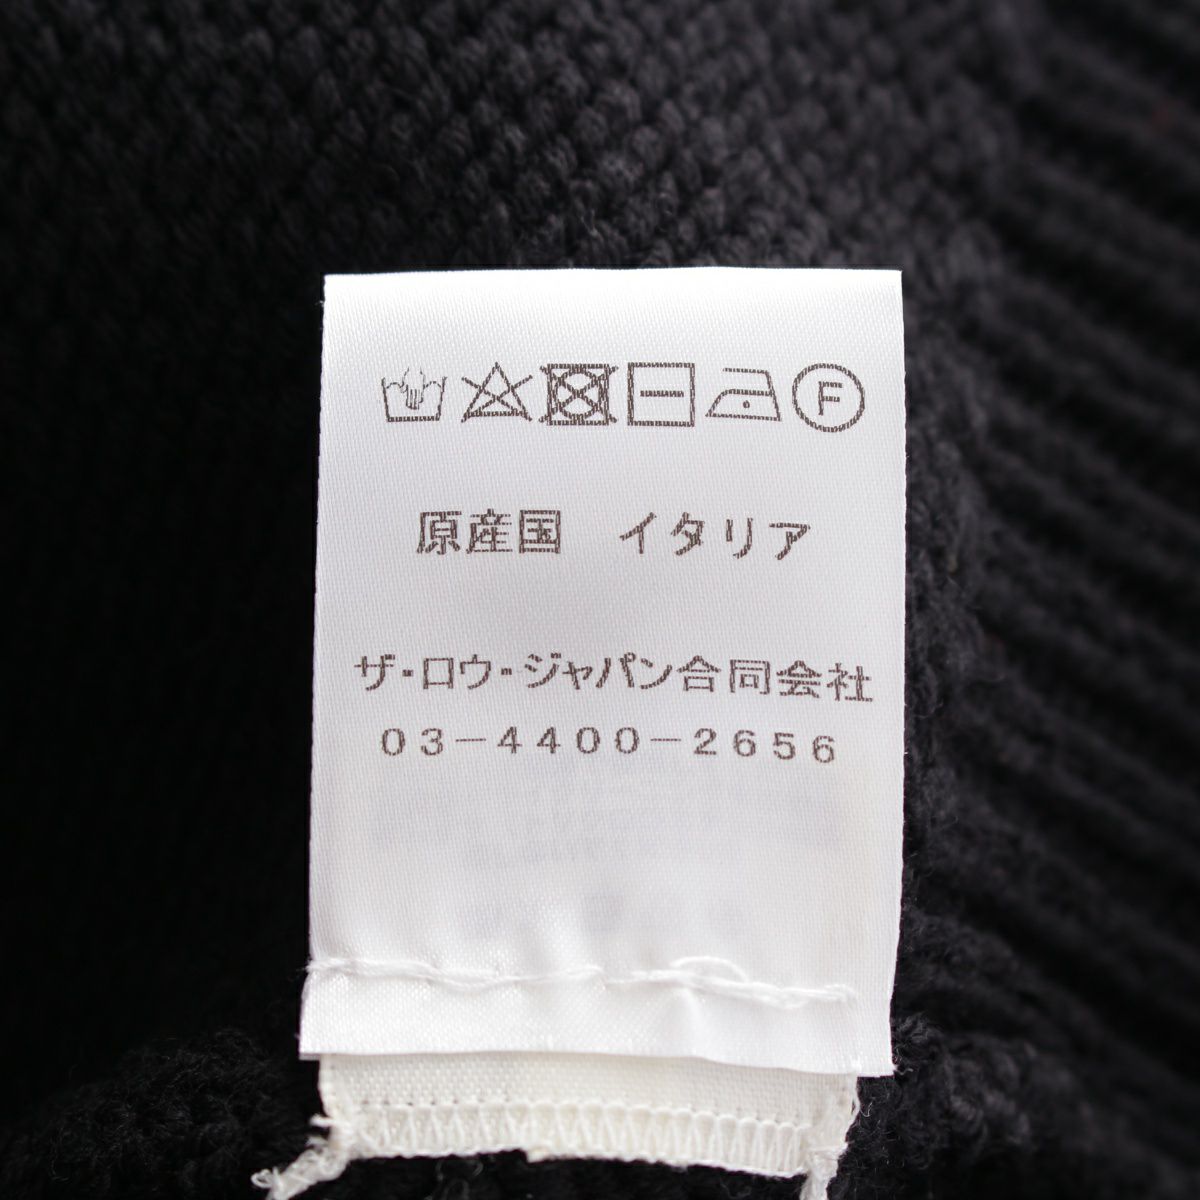 F
原産国　イタリア
ザ・ロウ・ジャパン合同会社
03-4400-2656